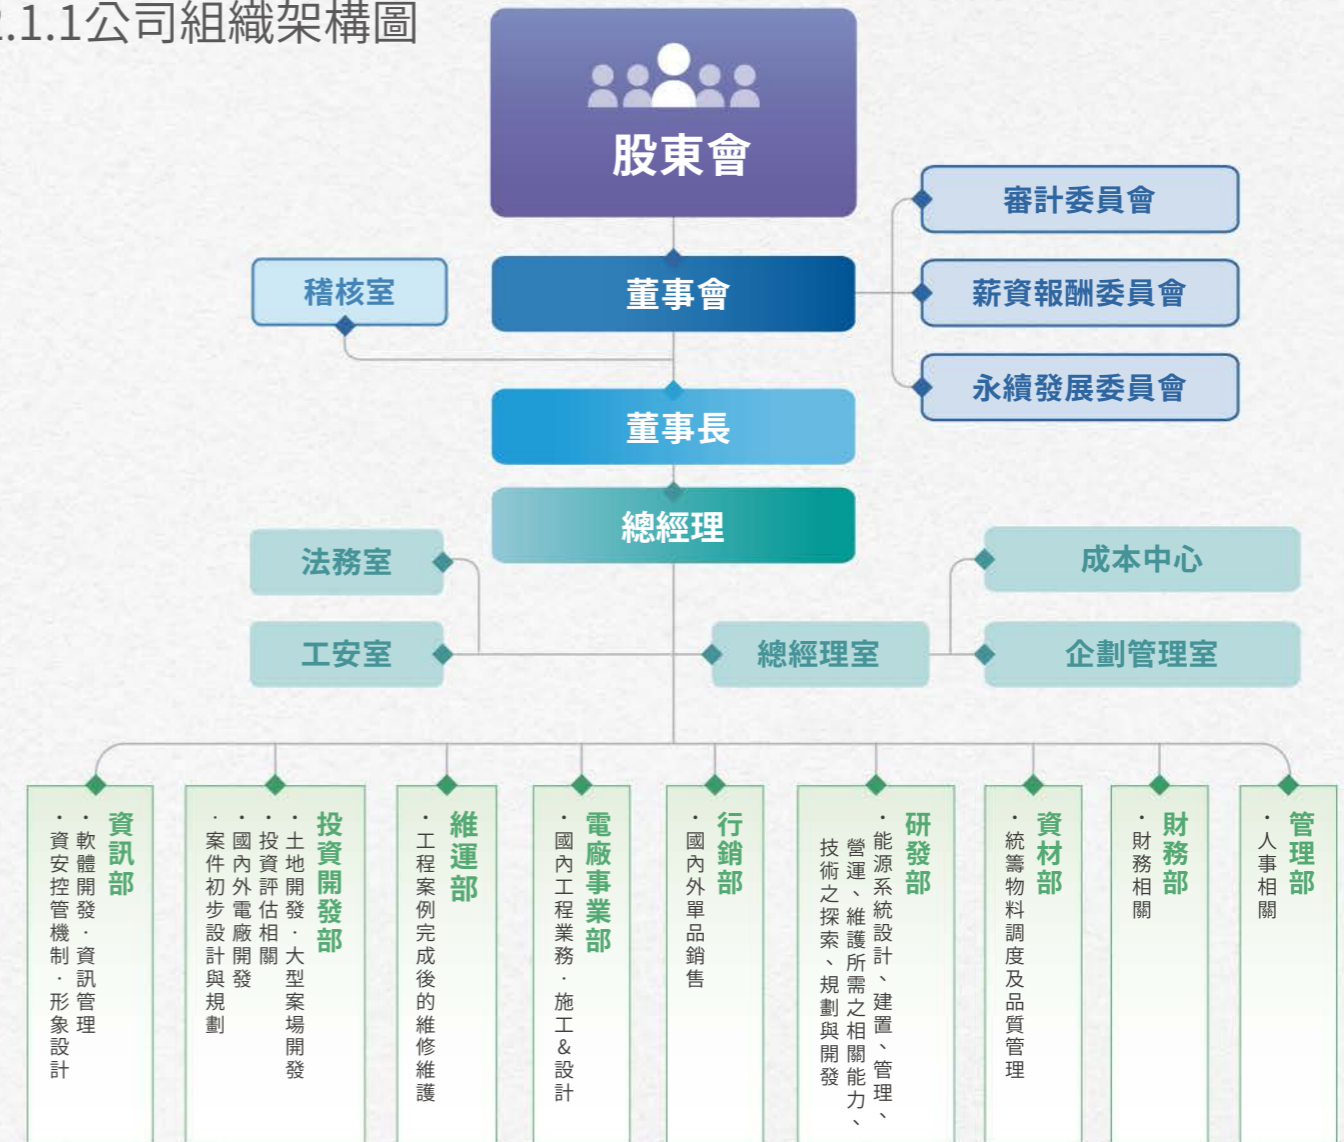 2.1.1公司組織架構圖
股東會
審計委員會
稽核室
董事會
薪資報酬委員會
永續發展委員會
董事長
總經理
法務室
成本中心
工安室
總經理室
企劃管理室
管理部
・人事相關
財務部
・財務相關
資材部
・統籌物料調度及品質管理
研發部
・能源系統設計、建置、管理、
營運、維護所需之相關能力、
技術之探索、規劃與開發
行銷部
・國內外單品銷售
電廠事業部
・國內工程業務・施工&設計
維運部
・工程案例完成後的維修維護
投資開發部
・土地開發・大型案場開發
・投資評估相關
・國內外電廠開發
・案件初步設計與規劃
資訊部
・軟體開發・資訊管理
・資安控管機制・形象設計